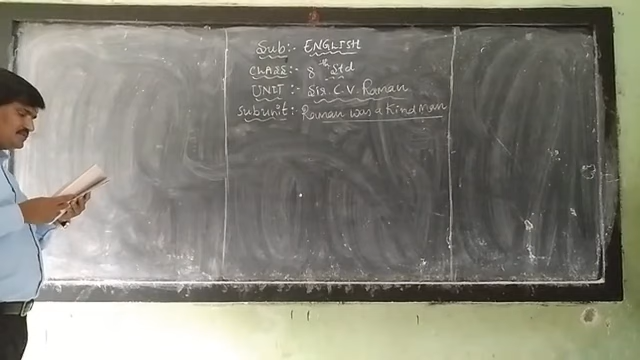 Sub:- ENGLISH
CLASS:- 8th Std
UNIT:- Sir. C.V. Raman
Subunit:- Raman was a Kind Man